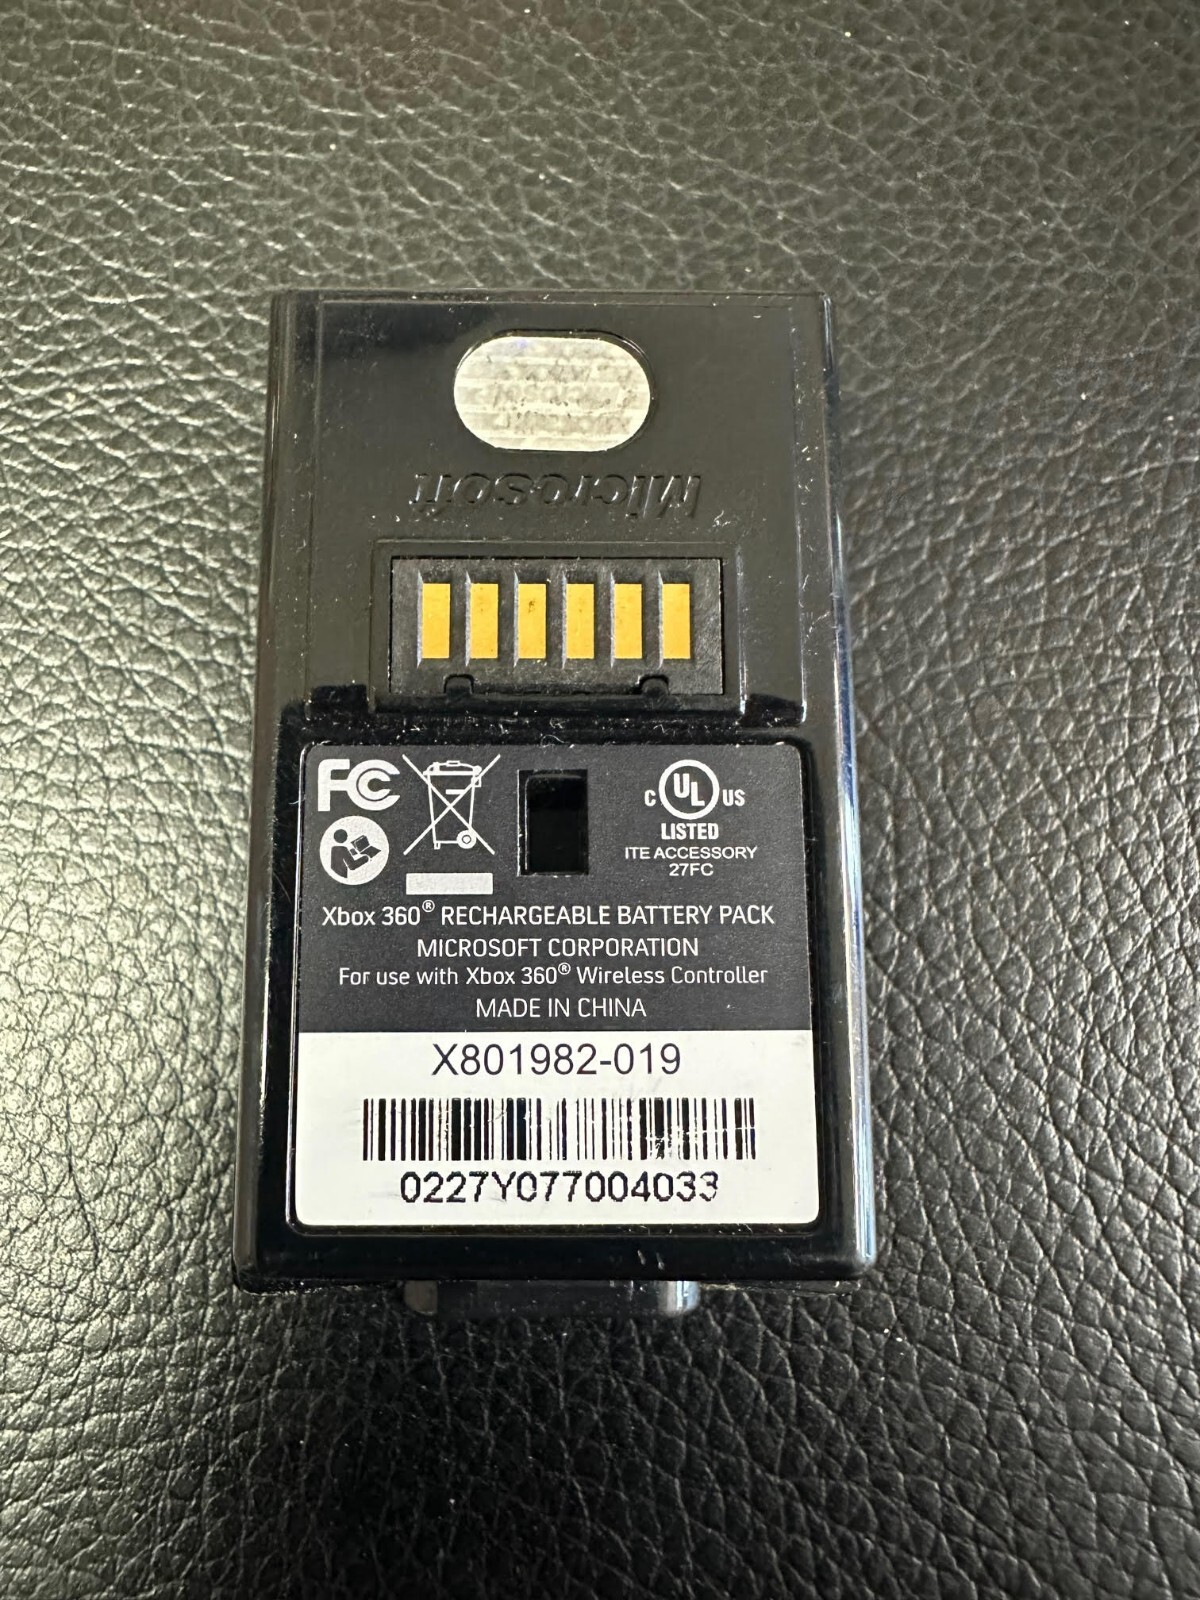 Microsoft
FC
C UL US
LISTED
ITE ACCESSORY
27FC
Xbox 360® RECHARGEABLE BATTERY PACK
MICROSOFT CORPORATION
For use with Xbox 360® Wireless Controller
MADE IN CHINA
X801982-019
0227Y077004033